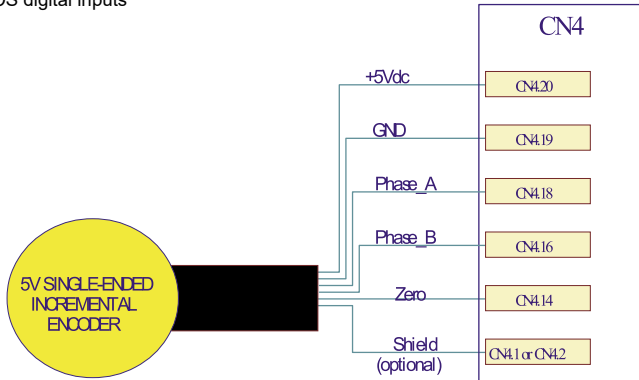 digital inputs
CN4
+5Vdc
CN4.20
GND
CN4.19
Phase_A
CN4.18
Phase_B
CN4.16
5V SINGLE-ENDED
INCREMENTAL
ENCODER
Zero
CN4.14
Shield
(optional)
CN4.1 or CN4.2